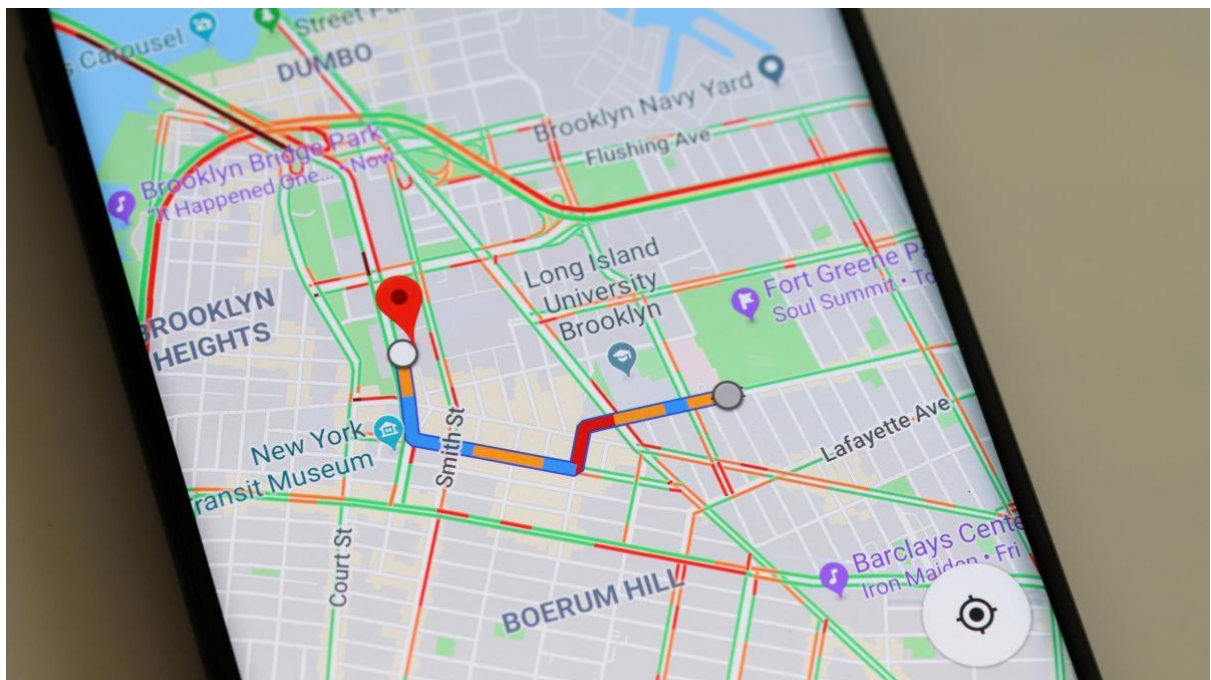 s Carousel
Street Pa
DUMBO
Brooklyn Navy Yard
Flushing Ave
Brooklyn Bridge Park
"It Happened One... • Now
Long Island
University
Brooklyn
Fort Greene Pa
Soul Summit • To
BROOKLYN
HEIGHTS
New York
Transit Museum
Smith St
Lafayette Ave
Court St
BOERUM HILL
Barclays Cente
Iron Maiden • Fri